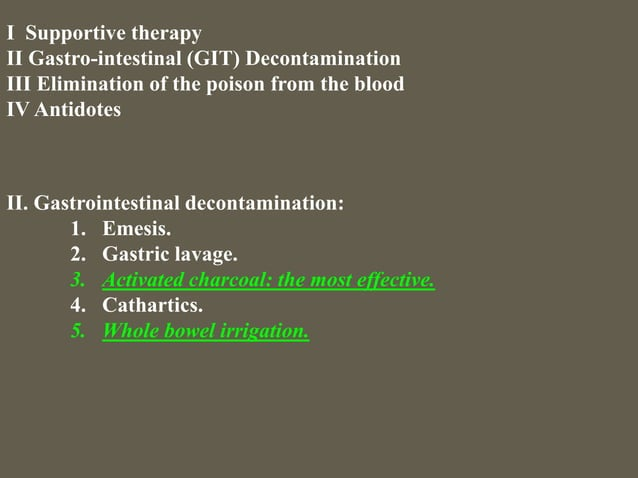 I Supportive therapy
II Gastro-intestinal (GIT) Decontamination
III Elimination of the poison from the blood
IV Antidotes
II. Gastrointestinal decontamination:
1. Emesis.
2. Gastric lavage.
3. Activated charcoal: the most effective.
4. Cathartics.
5. Whole bowel irrigation.